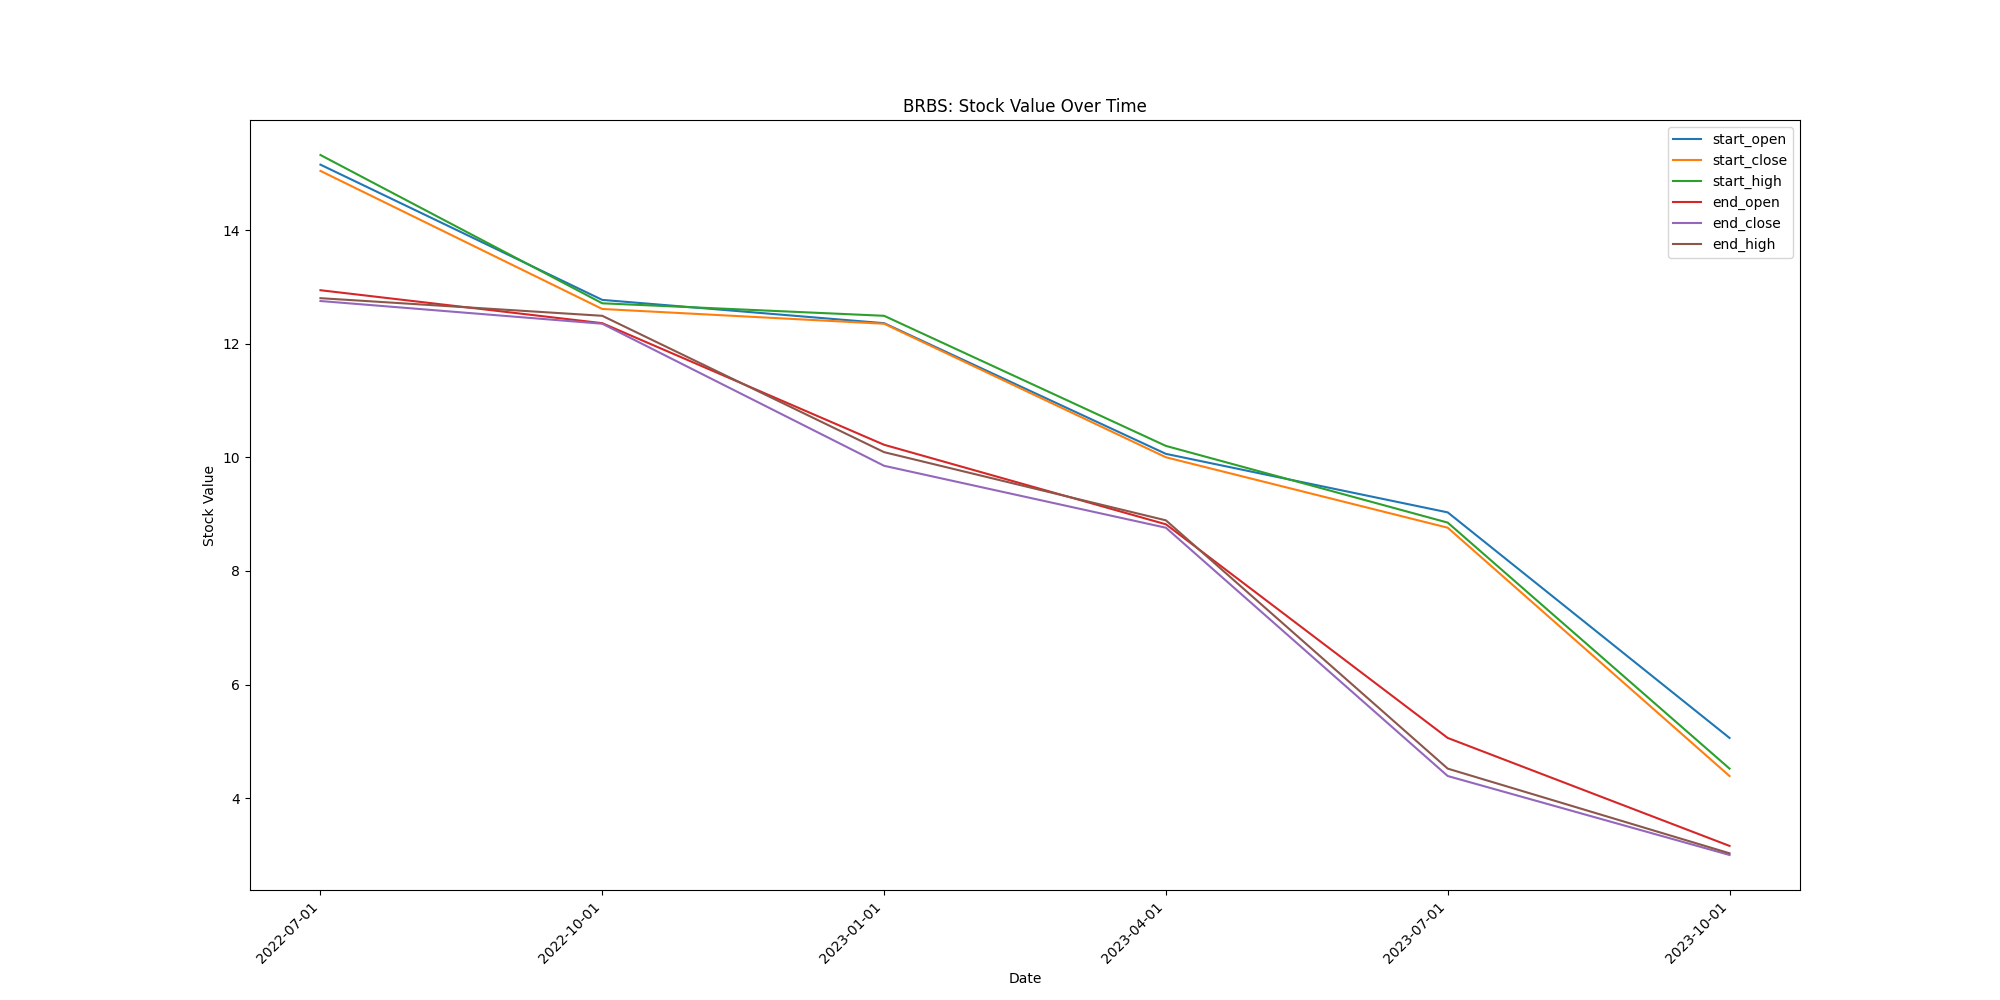 BRBS: Stock Value Over Time
start_open
start_close
start_high
end_open
end_close
end_high
Stock Value
14
12
10
8
6
4
2022-07-01
2022-10-01
2023-01-01
2023-04-01
2023-07-01
2023-10-01
Date